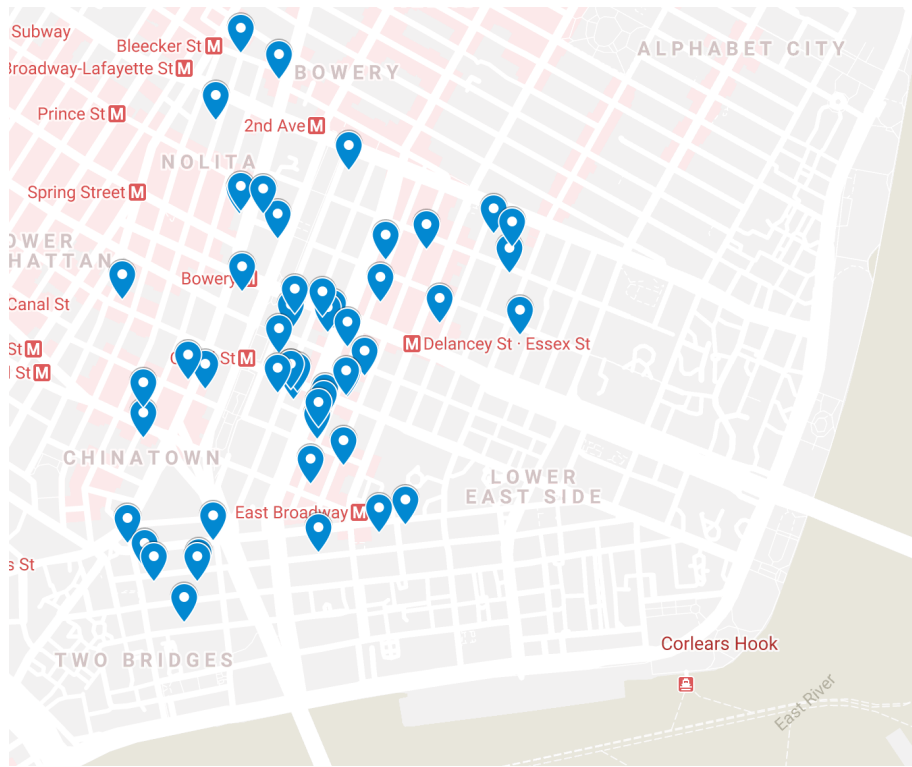 Subway
Bleecker St M
Broadway-Lafayette St M
BOWERY
ALPHABET CITY
Prince St M
2nd Ave M
NOLITA
Spring Street M
OWER
HATTAN
Bowery
Canal St
St M
St M
St M
M Delancey St · Essex St
CHINATOWN
LOWER
EAST SIDE
East Broadway M
s St
TWO BRIDGES
Corlears Hook
East River